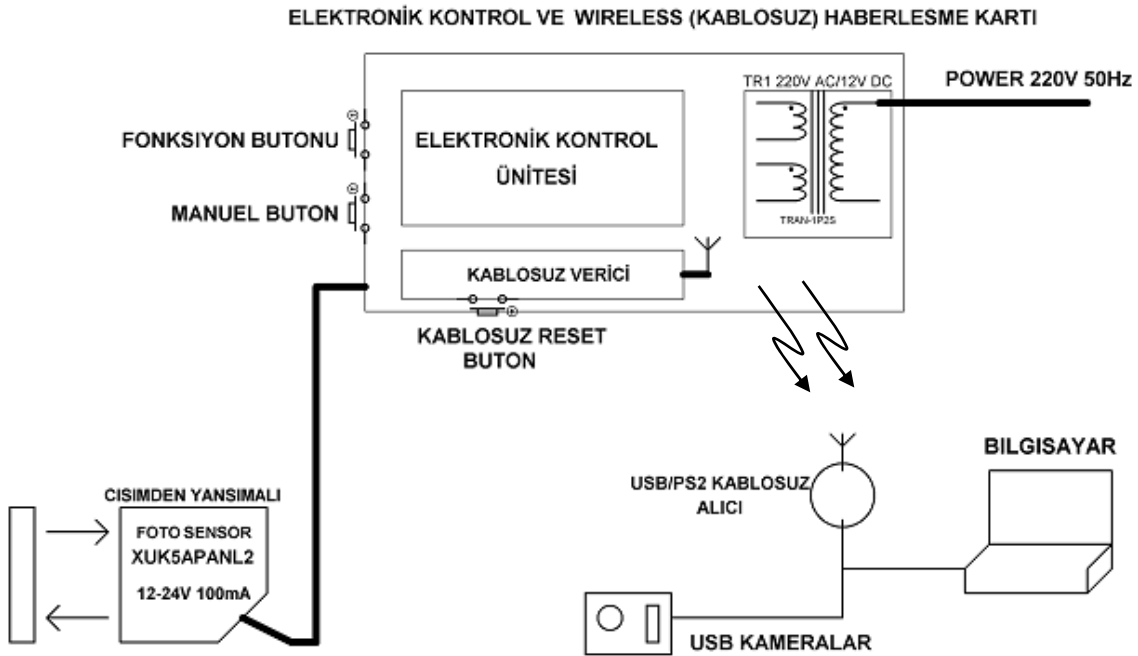 ELEKTRONİK KONTROL VE WIRELESS (KABLOSUZ) HABERLESME KARTI
TR1 220V AC/12V DC
POWER 220V 50Hz
FONKSIYON BUTONU
ELEKTRONİK KONTROL
ÜNİTESİ
MANUEL BUTON
TRAN-1P2S
KABLOSUZ VERİCİ
KABLOSUZ RESET
BUTON
BILGISAYAR
USB/PS2 KABLOSUZ
ALICI
CISIMDEN YANSIMALI
FOTO SENSOR
XUK5APANL2
12-24V 100mA
USB KAMERALAR